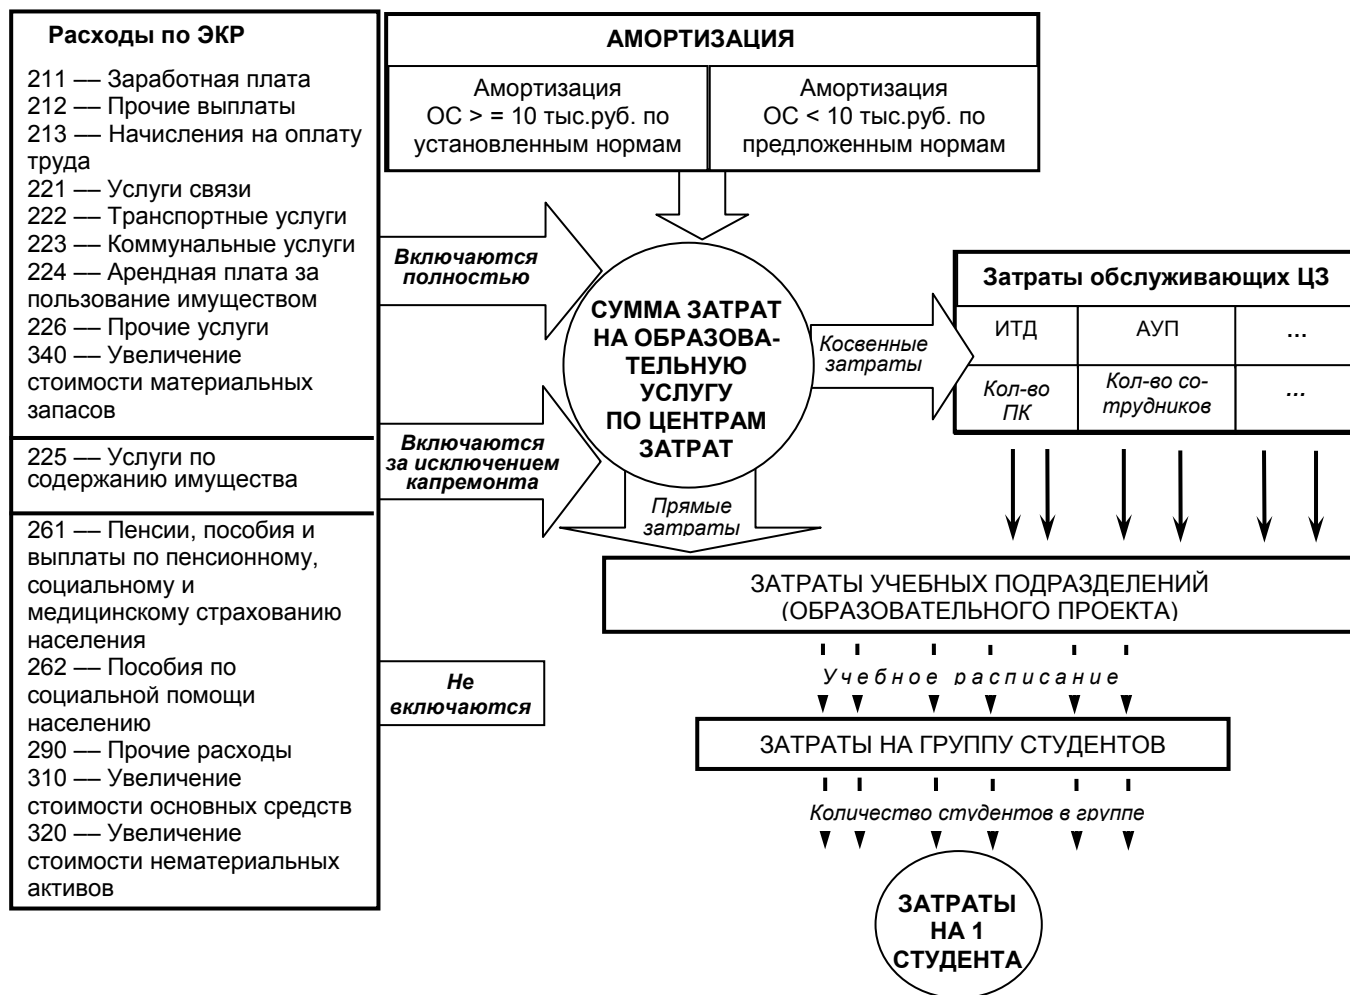 Расходы по ЭКР
211 — Заработная плата
212 — Прочие выплаты
213 — Начисления на оплату
труда
221 — Услуги связи
222 — Транспортные услуги
223 — Коммунальные услуги
224 — Арендная плата за
пользование имуществом
226 — Прочие услуги
340 — Увеличение
стоимости материальных
запасов
225 — Услуги по
содержанию имущества
261 — Пенсии, пособия и
выплаты по пенсионному,
социальному и
медицинскому страхованию
населения
262 — Пособия по
социальной помощи
населению
290 — Прочие расходы
310 — Увеличение
стоимости основных средств
320 — Увеличение
стоимости нематериальных
активов
АМОРТИЗАЦИЯ
Амортизация
ОС > = 10 тыс.руб. по
установленным нормам
Амортизация
ОС < 10 тыс.руб. по
предложенным нормам
Включаются
полностью
Включаются
за исключением
капремонта
Не
включаются
СУММА ЗАТРАТ
НА ОБРАЗОВА-
ТЕЛЬНУЮ
УСЛУГУ
ПО ЦЕНТРАМ
ЗАТРАТ
Косвенные
затраты
Затраты обслуживающих ЦЗ
ИТД
АУП
...
Кол-во
ПК
Кол-во со-
трудников
...
Прямые
затраты
ЗАТРАТЫ УЧЕБНЫХ ПОДРАЗДЕЛЕНИЙ
(ОБРАЗОВАТЕЛЬНОГО ПРОЕКТА)
Учебное расписание
ЗАТРАТЫ НА ГРУППУ СТУДЕНТОВ
Количество студентов в группе
ЗАТРАТЫ
НА 1
СТУДЕНТА